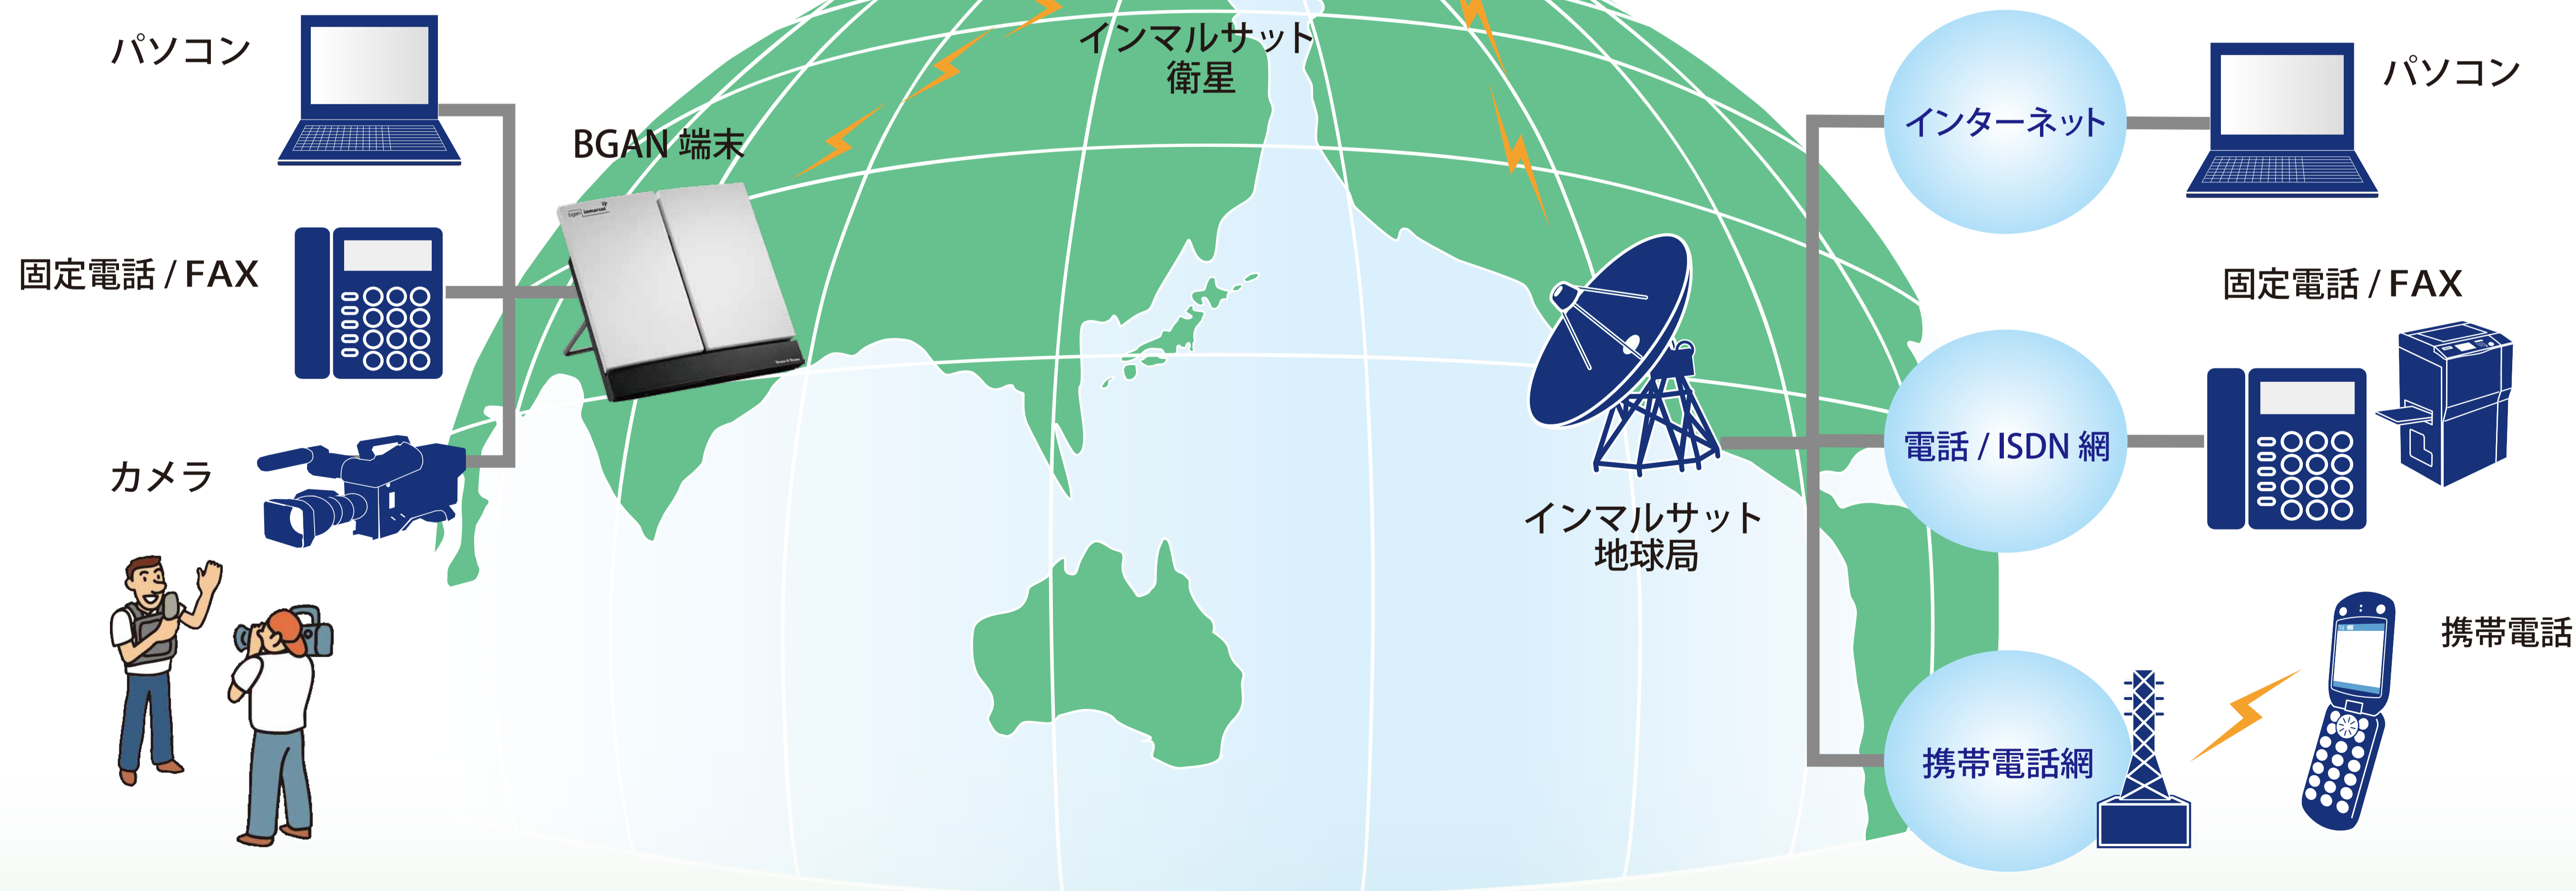 パソコン
固定電話 / FAX
カメラ
BGAN 端末
bgan inmarsat
インマルサット
衛星
インマルサット
地球局
インターネット
電話 / ISDN 網
携帯電話網
パソコン
固定電話 / FAX
携帯電話